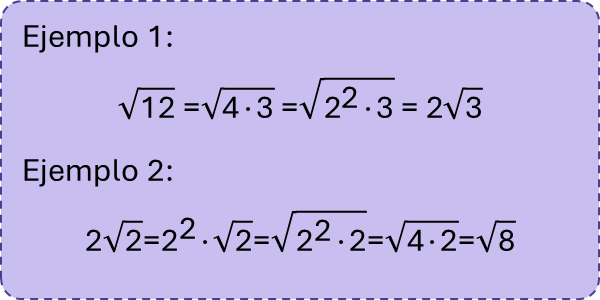 Ejemplo 1:
√12 =√4·3 =√2²·3 = 2√3
Ejemplo 2:
2√2=2²·√2=√2²·2=√4·2=√8